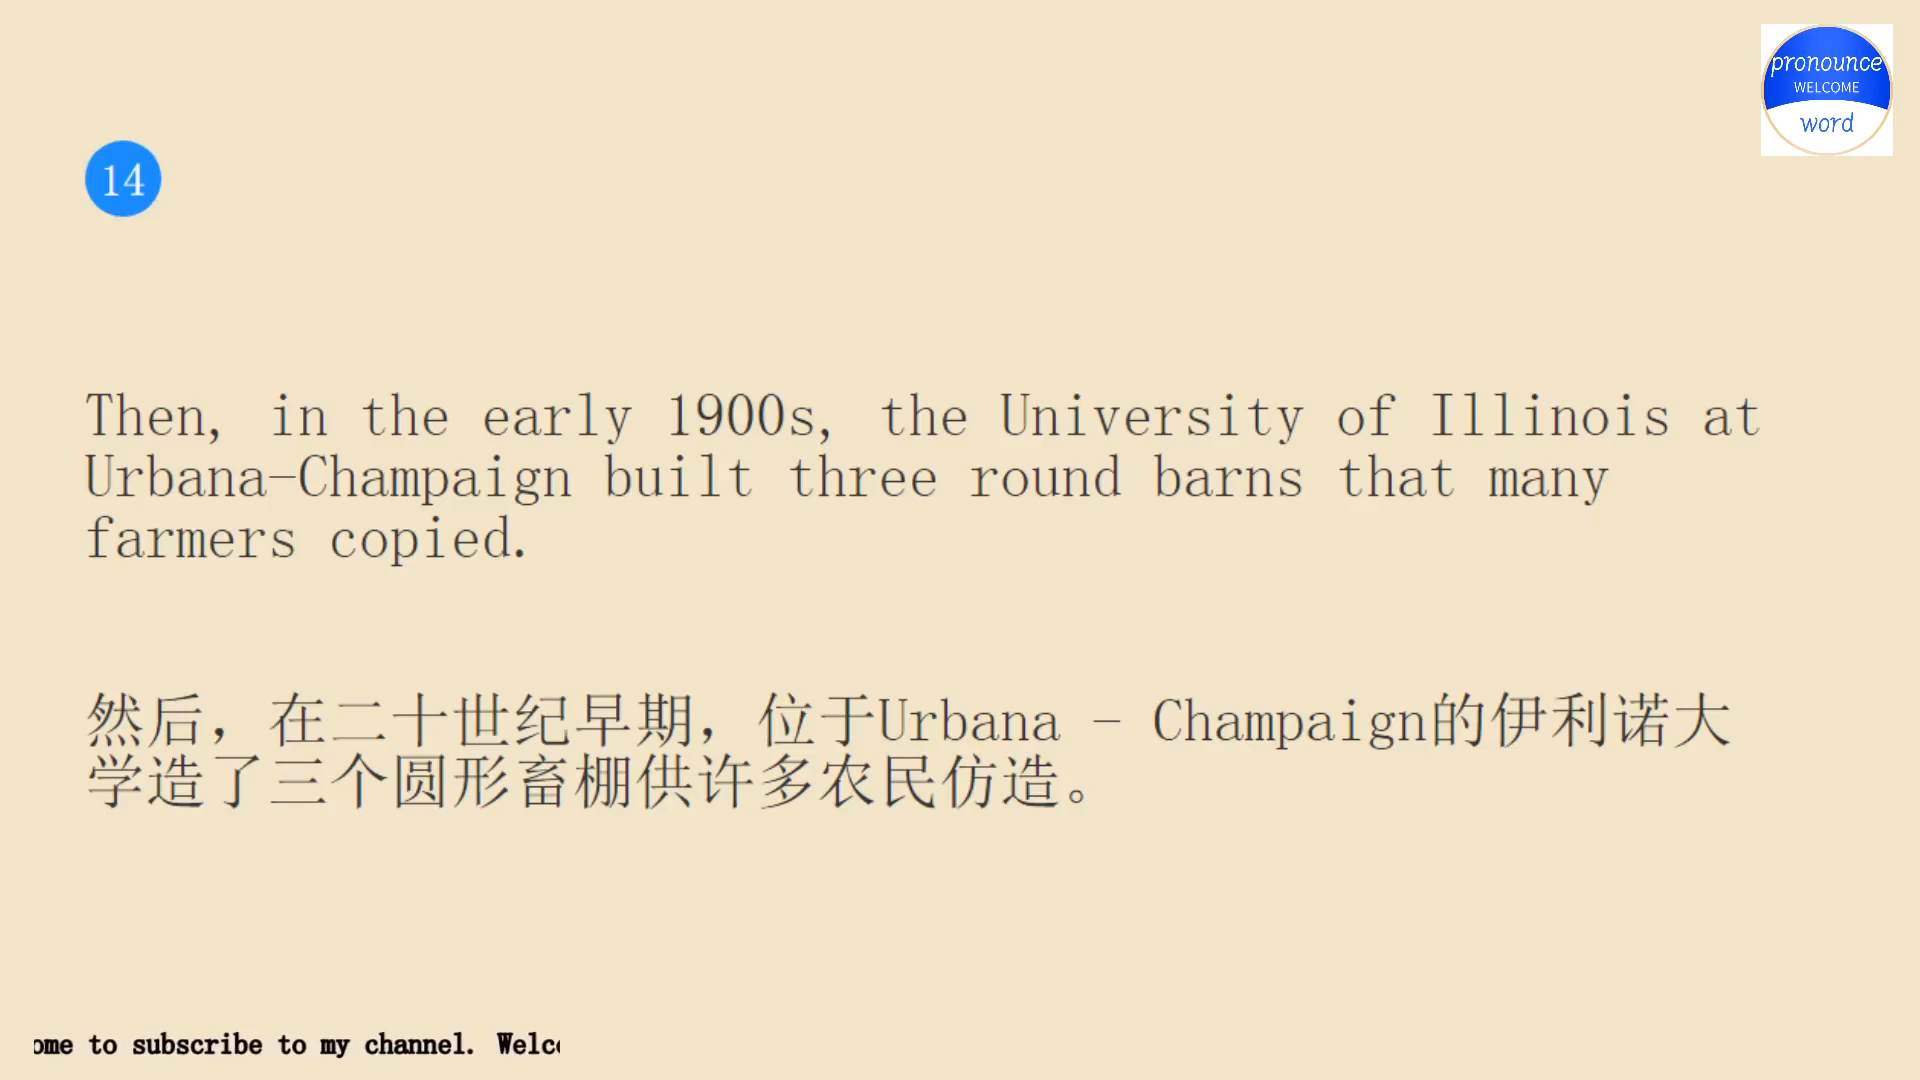 pronounce
WELCOME
word
14
Then, in the early 1900s, the University of Illinois at
Urbana-Champaign built three round barns that many
farmers copied.
然后，在二十世纪早期，位于Urbana - Champaign的伊利诺大
学造了三个圆形畜棚供许多农民仿造。
ome to subscribe to my channel. Welc